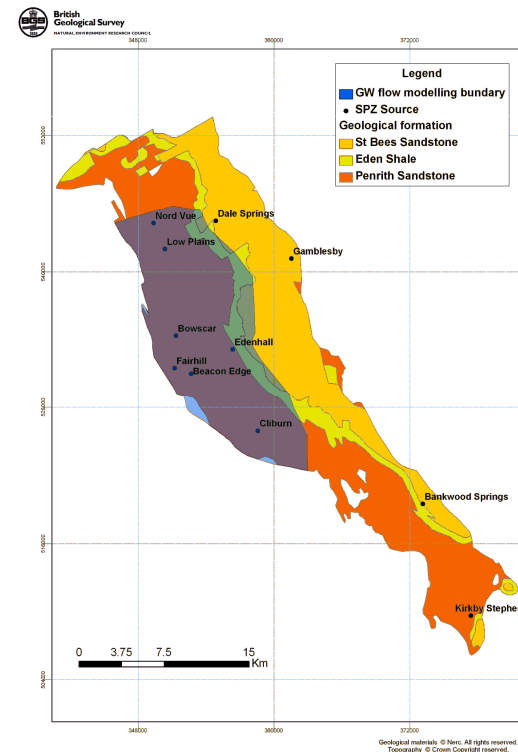 BGS
1835
British
Geological Survey
NATURAL ENVIRONMENT RESEARCH COUNCIL
348000
360000
372000
Legend
GW flow modelling bundary
SPZ Source
Geological formation
St Bees Sandstone
Eden Shale
Penrith Sandstone
Nord Vue
Dale Springs
Low Plains
Gamblesby
540000
Bowscar
Edenhall
Fairhill
Beacon Edge
Cliburn
Bankwood Springs
Kirkby Stephe
0 3.75 7.5 15
Km
348000
360000
372000
Geological materials © Nerc. All rights reserved.
Topography © Crown Copyright reserved.